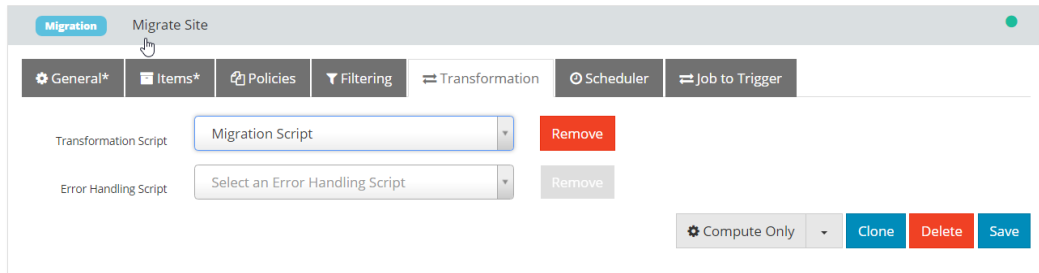 Migration Migrate Site
General* Items* Policies Filtering Transformation Scheduler Job to Trigger
Transformation Script Migration Script Remove
Error Handling Script Select an Error Handling Script Remove
Compute Only Clone Delete Save